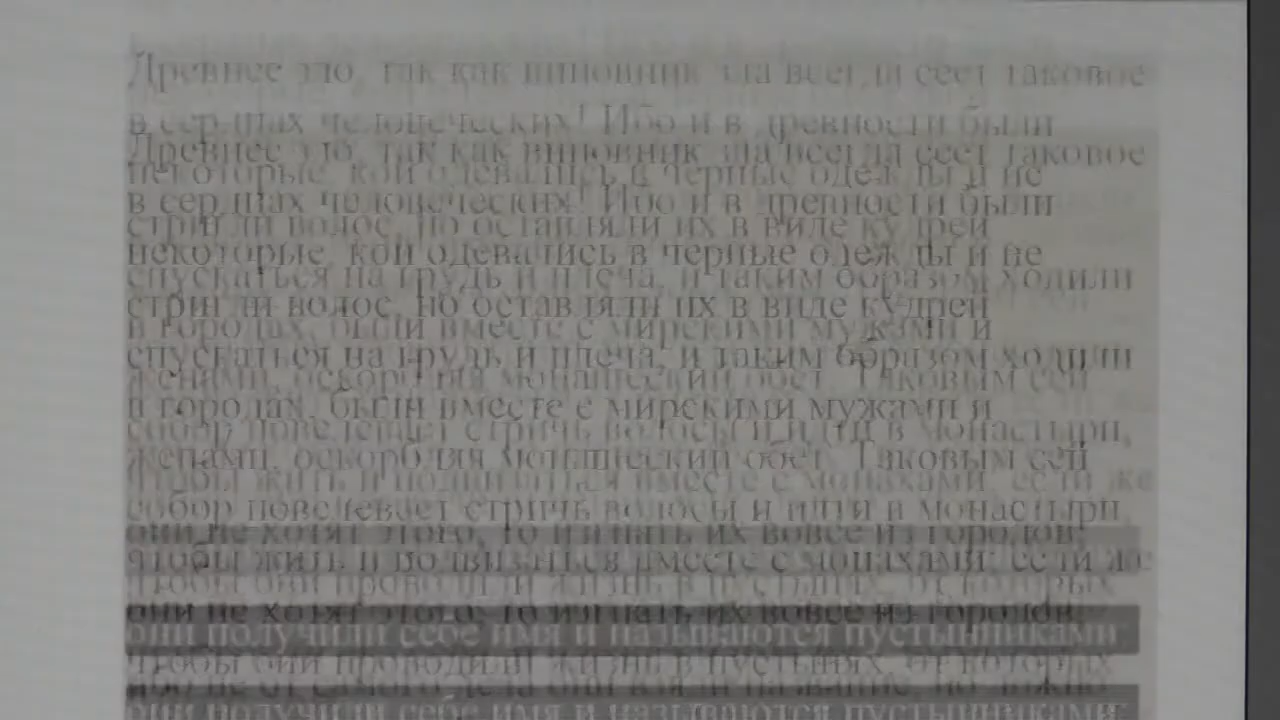 Древнее зло, так как виновник зла всегда сеет таковое
в сердцах человеческих! Ибо и в древности были
некоторые, кои одевались в черные одежды и не
стригли волос, но оставляли их в виде кудрей
спускаться на грудь и плеча, и таким образом ходили
в городах, были вместе с мирскими мужами и
женами, оскорбляя монашеский обет. Таковым сей
собор повелевает стричь волосы и идти в монастыри,
чтобы жить и подвизаться вместе с монахами; если же
они не хотят этого, то изгнать их вовсе из городов,
чтобы они проводили жизнь в пустынях, от которых
они получили себе имя и называются пустынниками